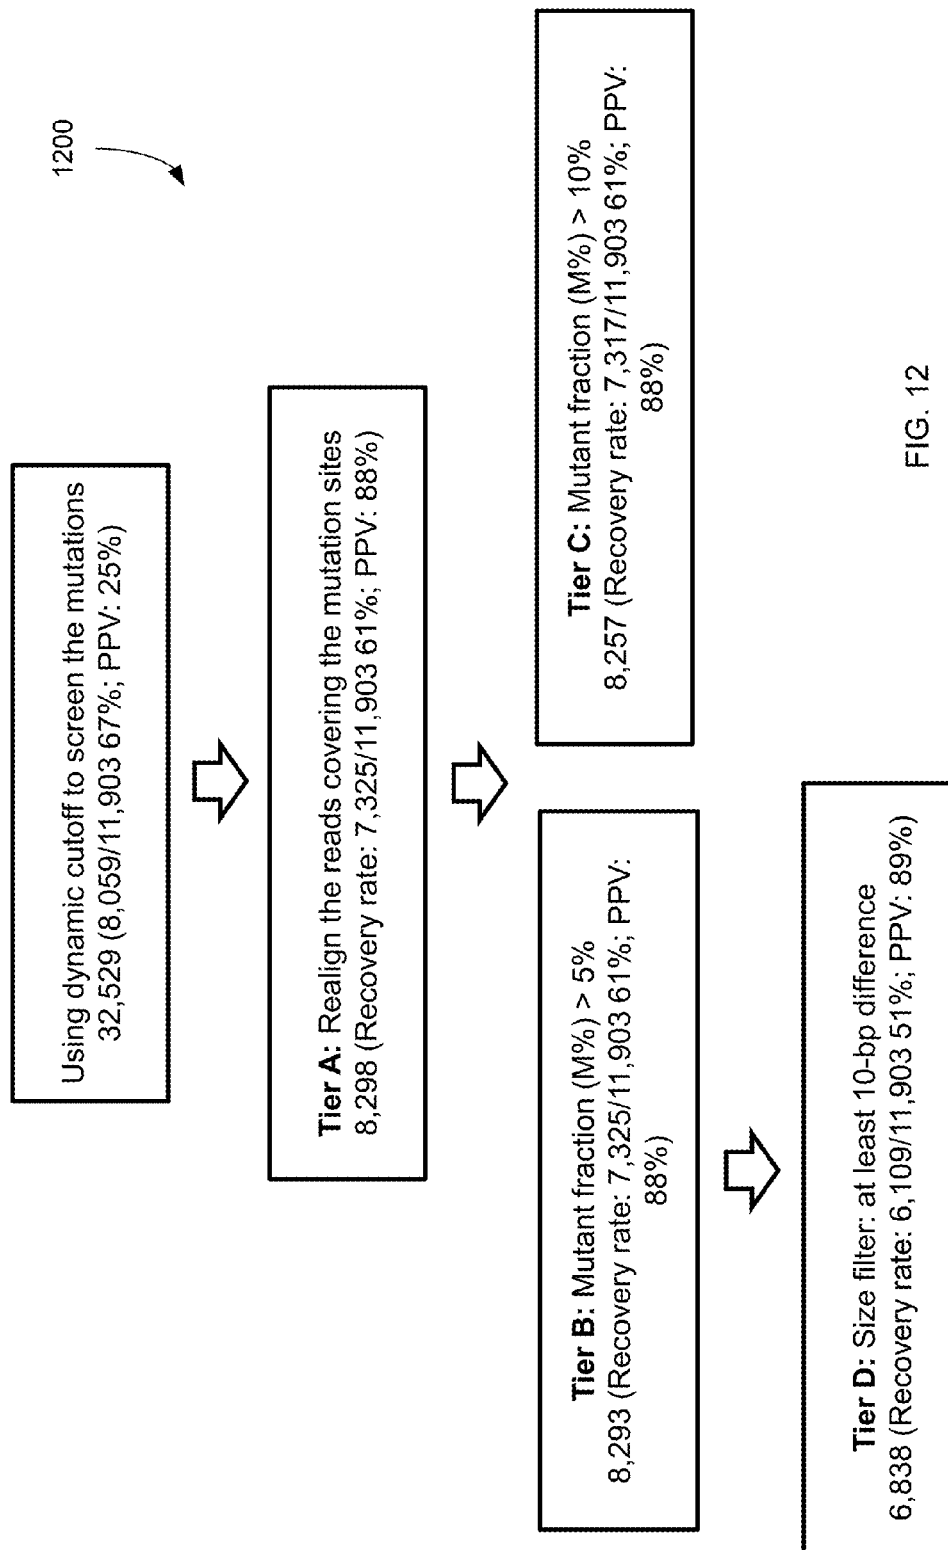 1200
Using dynamic cutoff to screen the mutations
32,529 (8,059/11,903 67%; PPV: 25%)
Tier A: Realign the reads covering the mutation sites
8,298 (Recovery rate: 7,325/11,903 61%; PPV: 88%)
Tier B: Mutant fraction (M%) > 5%
8,293 (Recovery rate: 7,325/11,903 61%; PPV:
88%)
Tier C: Mutant fraction (M%) > 10%
8,257 (Recovery rate: 7,317/11,903 61%; PPV:
88%)
Tier D: Size filter: at least 10-bp difference
6,838 (Recovery rate: 6,109/11,903 51%; PPV: 89%)
FIG. 12